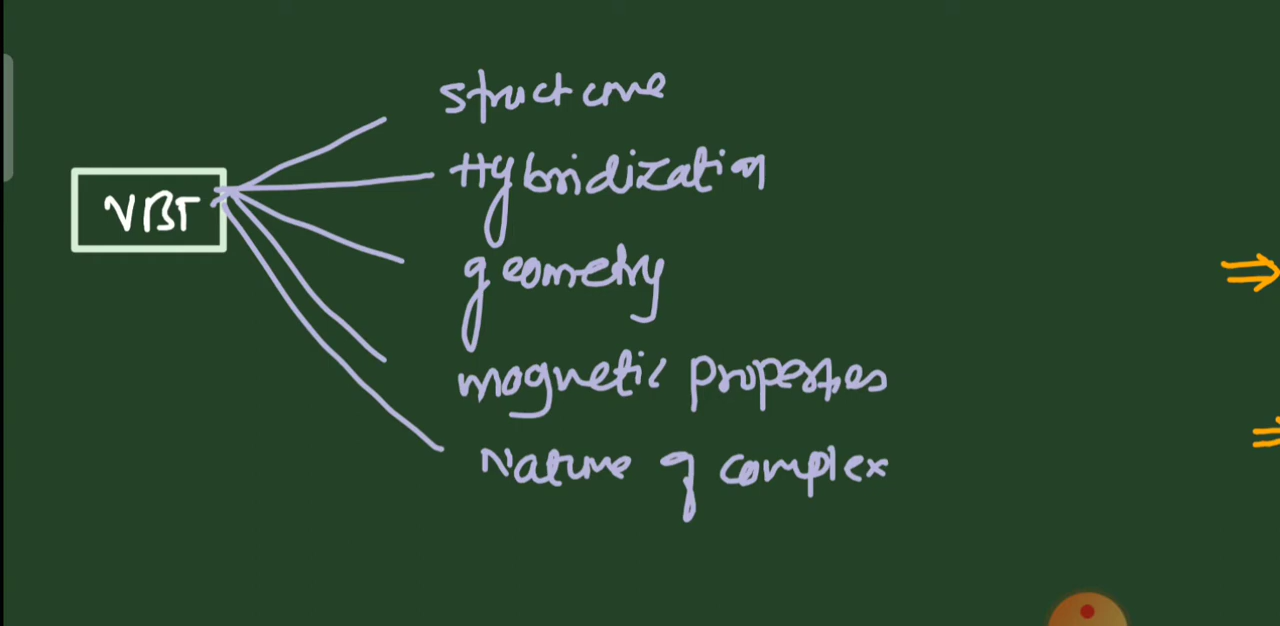 VBT
Structure
Hybridization
geometry
magnetic properties
Nature of complex